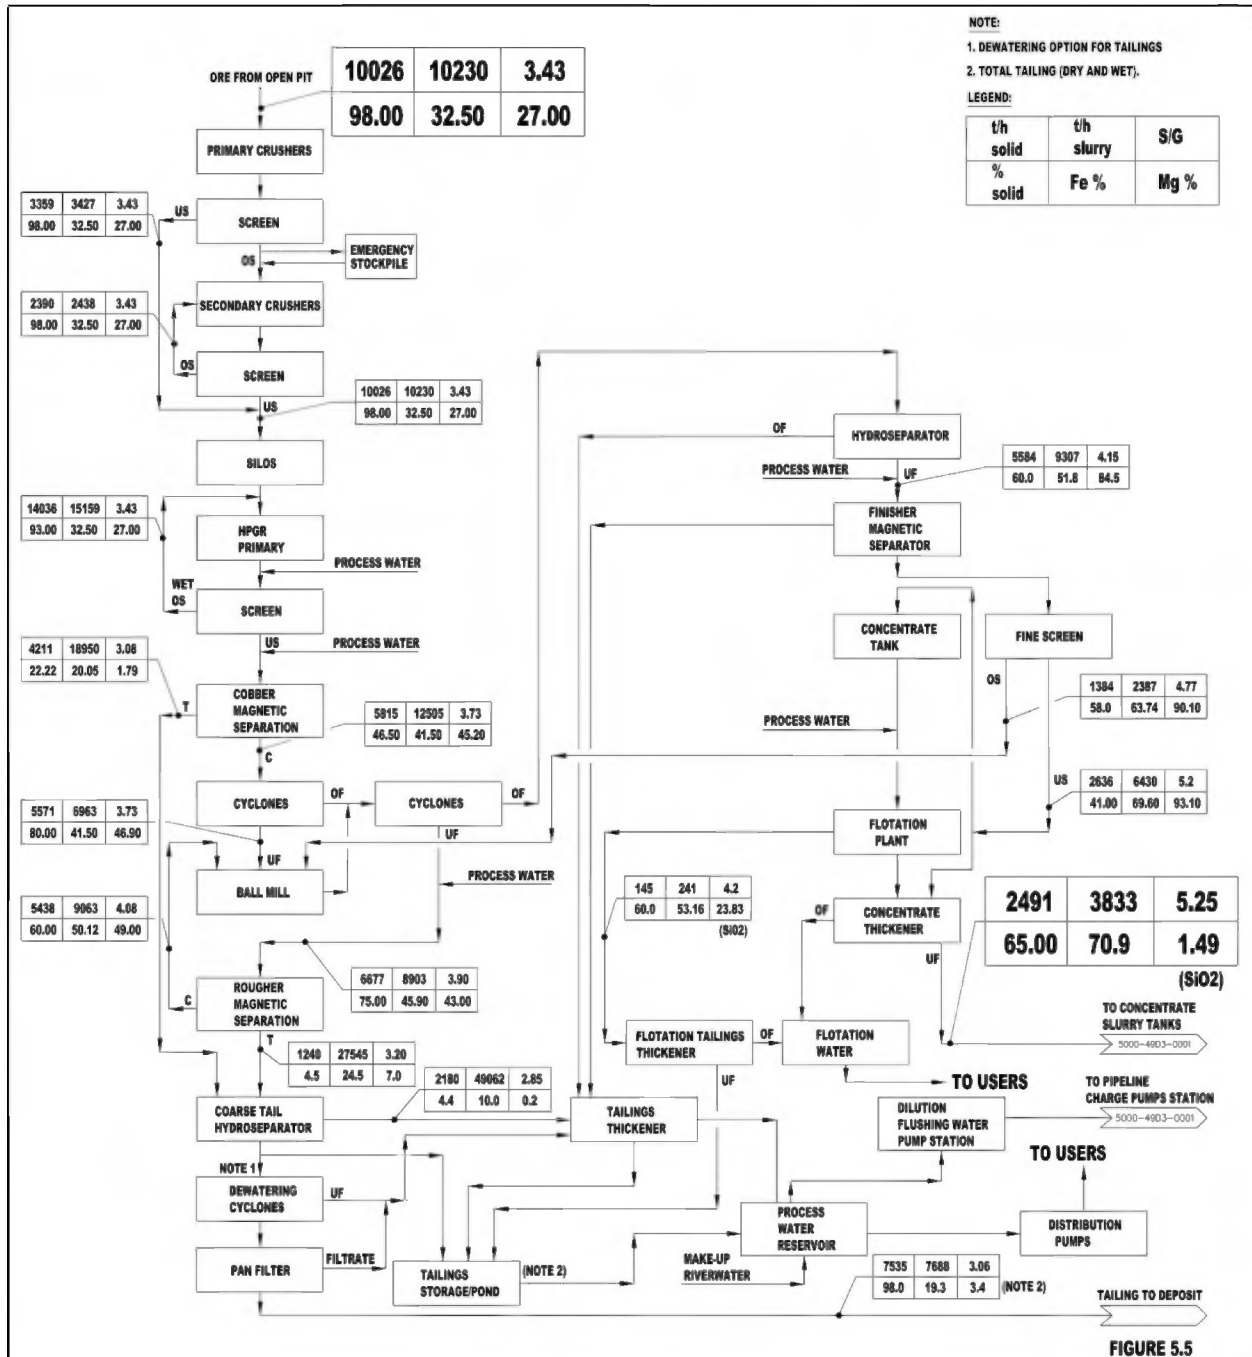 NOTE:
1. DEWATERING OPTION FOR TAILINGS
2. TOTAL TAILING (DRY AND WET).
LEGEND:
t/h solid t/h slurry S/G
% solid Fe % Mg %
ORE FROM OPEN PIT
10026 10230 3.43
98.00 32.50 27.00
PRIMARY CRUSHERS
3359 3427 3.43
98.00 32.50 27.00
US
SCREEN
OS
EMERGENCY
STOCKPILE
2390 2438 3.43
98.00 32.50 27.00
SECONDARY CRUSHERS
OS
SCREEN
US
10026 10230 3.43
98.00 32.50 27.00
SILOS
14036 15159 3.43
93.00 32.50 27.00
HPGR
PRIMARY
PROCESS WATER
WET
OS
SCREEN
US
PROCESS WATER
4211 18950 3.08
22.22 20.05 1.79
T
COBBER
MAGNETIC
SEPARATION
5815 12505 3.73
46.50 41.50 45.20
C
CYCLONES
OF
CYCLONES
OF
5571 6963 3.73
80.00 41.50 46.90
UF
UF
BALL MILL
PROCESS WATER
5438 9063 4.08
60.00 50.12 49.00
C
ROUGHER
MAGNETIC
SEPARATION
6677 8903 3.90
75.00 45.90 43.00
T
1240 27545 3.20
4.5 24.5 7.0
COARSE TAIL
HYDROSEPARATOR
2180 49062 2.85
4.4 10.0 0.2
NOTE 1
DEWATERING
CYCLONES
UF
PAN FILTER
FILTRATE
TAILINGS
STORAGE/POND
(NOTE 2)
OF
HYDROSEPARATOR
PROCESS WATER
UF
5584 9307 4.15
60.0 51.8 84.5
FINISHER
MAGNETIC
SEPARATOR
CONCENTRATE
TANK
FINE SCREEN
OS
1384 2387 4.77
58.0 63.74 90.10
PROCESS WATER
US
2636 6430 5.2
41.00 69.60 93.10
FLOTATION
PLANT
145 241 4.2
60.0 53.16 23.83
(SIO2)
OF
CONCENTRATE
THICKENER
UF
2491 3833 5.25
65.00 70.9 1.49
(SiO2)
FLOTATION TAILINGS
THICKENER
OF
UF
FLOTATION
WATER
TO USERS
TO CONCENTRATE
SLURRY TANKS
5000-49D3-0001
TO PIPELINE
CHARGE PUMPS STATION
5000-49D3-0001
TAILINGS
THICKENER
DILUTION
FLUSHING WATER
PUMP STATION
TO USERS
PROCESS
WATER
RESERVOIR
DISTRIBUTION
PUMPS
MAKE-UP
RIVERWATER
7535 7688 3.06
98.0 19.3 3.4
(NOTE 2)
TAILING TO DEPOSIT
FIGURE 5.5